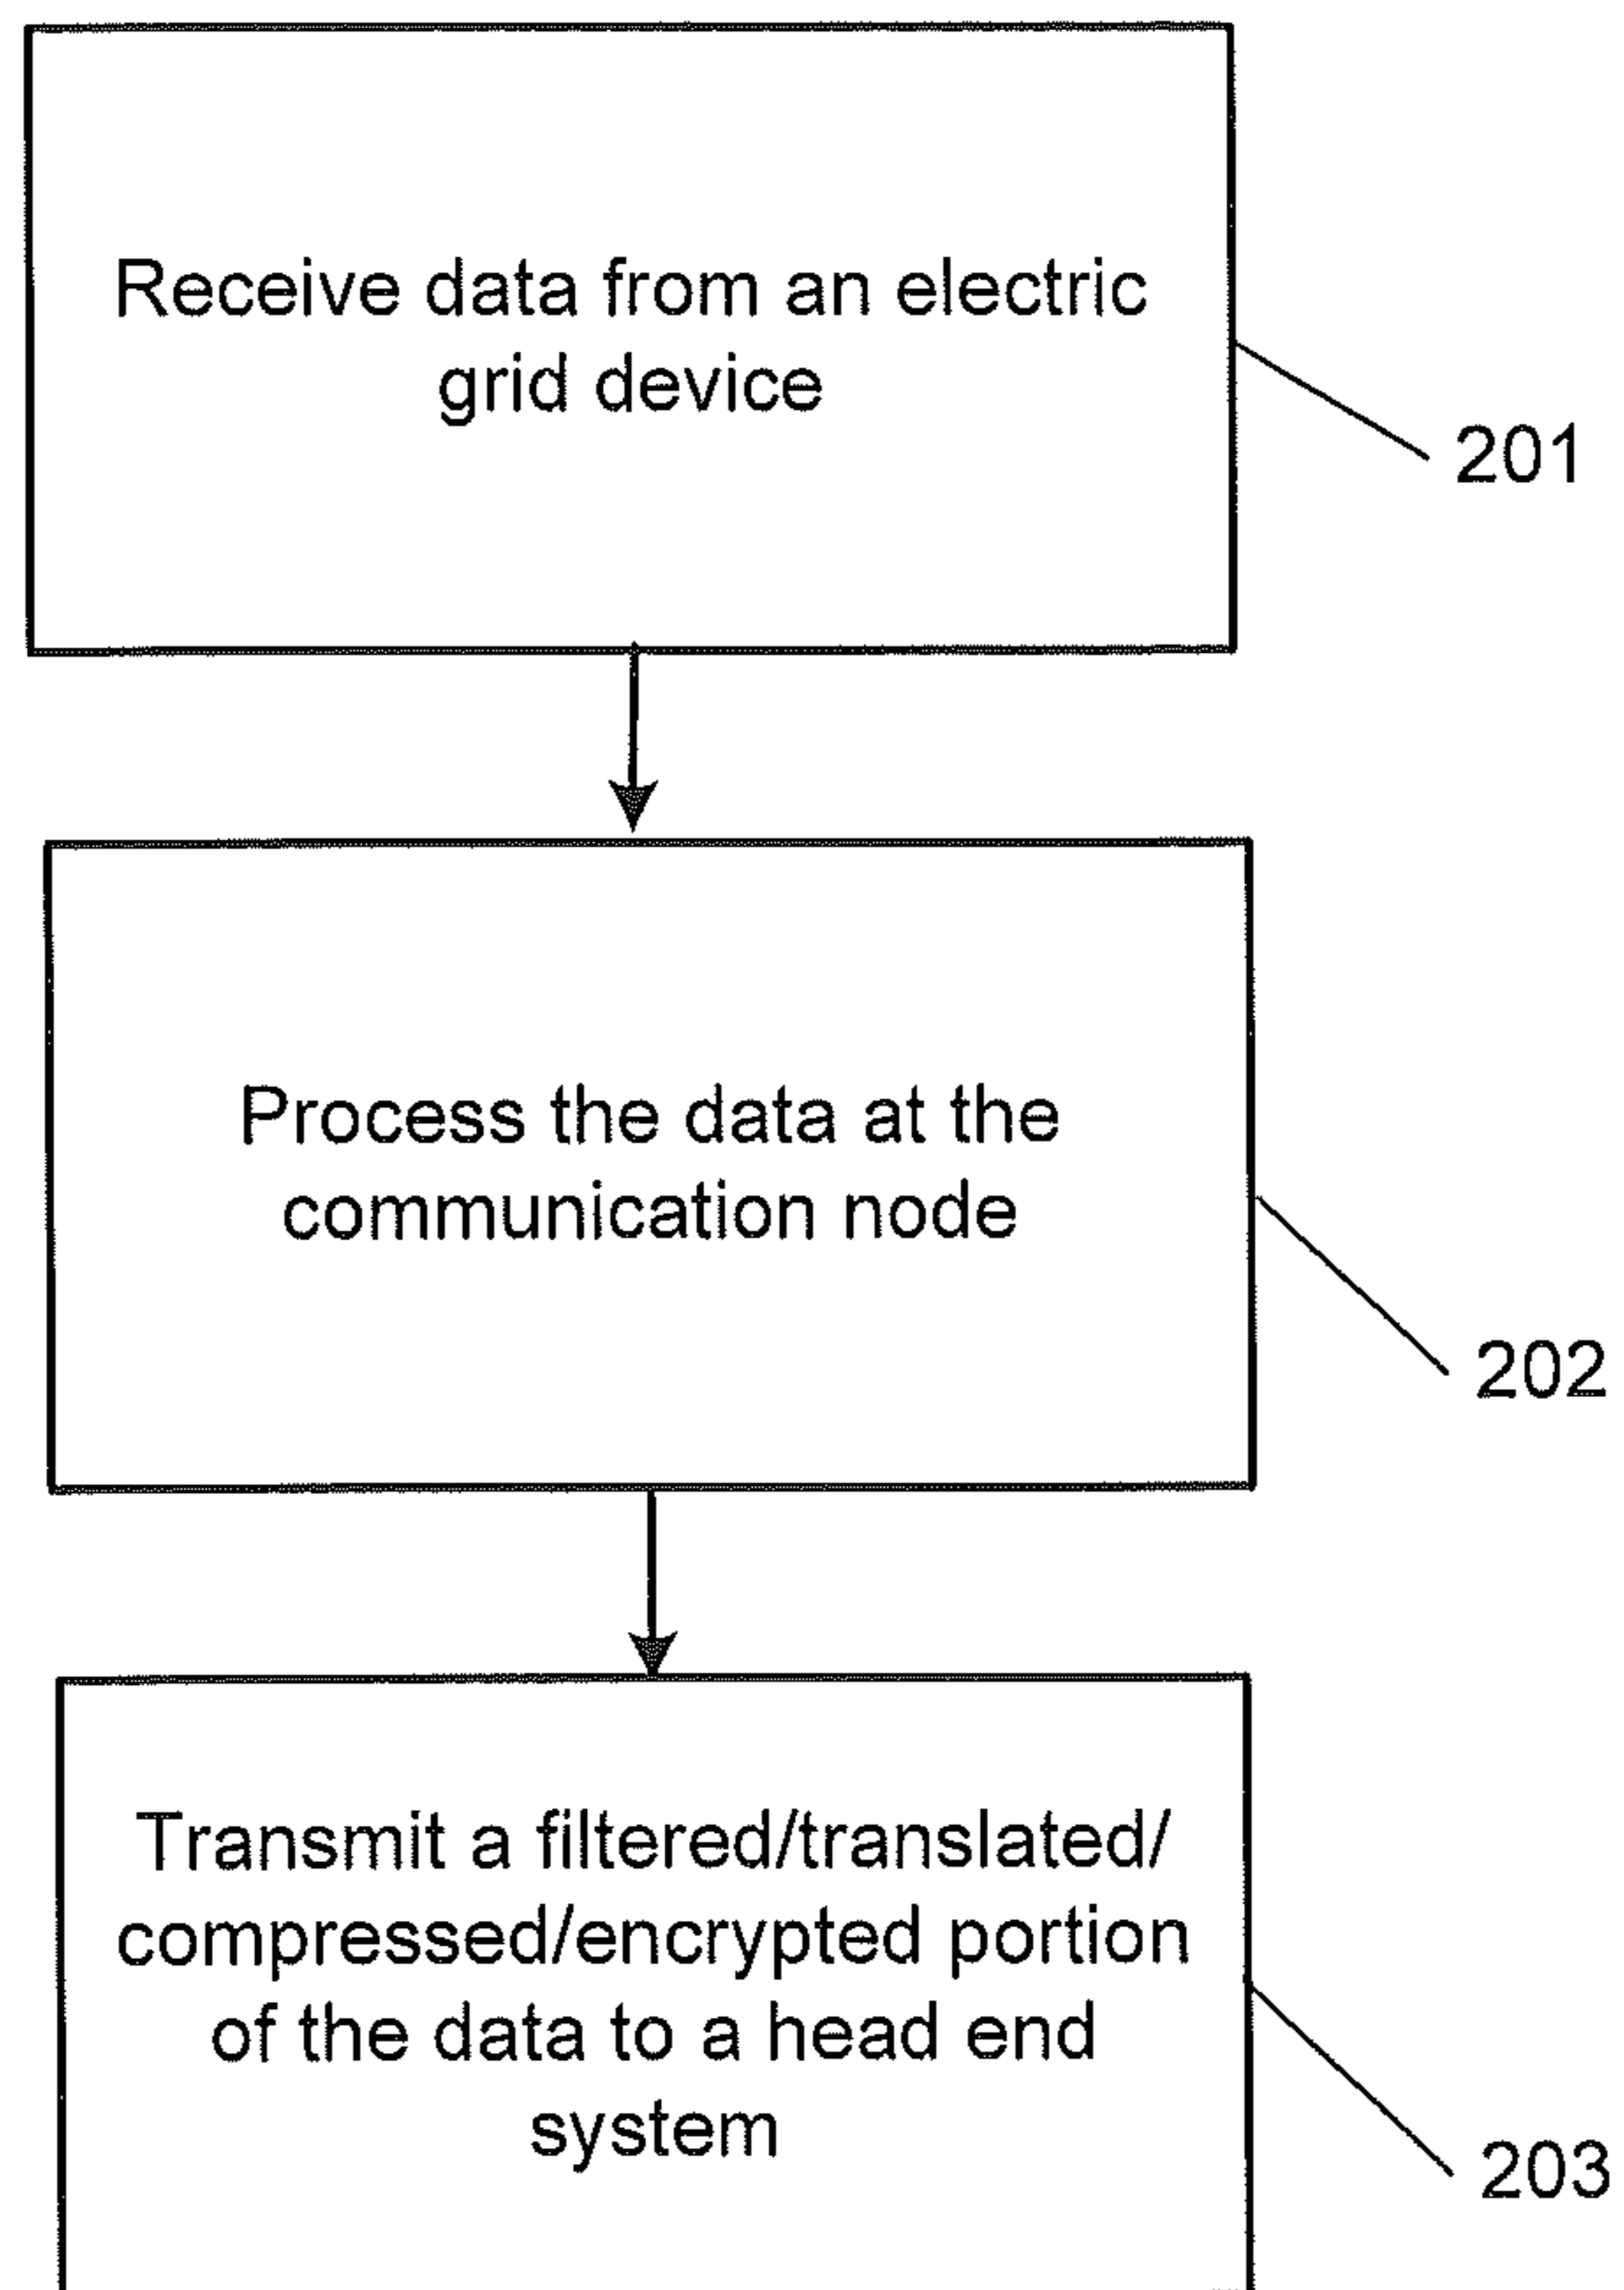 Receive data from an electric
grid device
201
Process the data at the
communication node
202
Transmit a filtered/translated/
compressed/encrypted portion
of the data to a head end
system
203